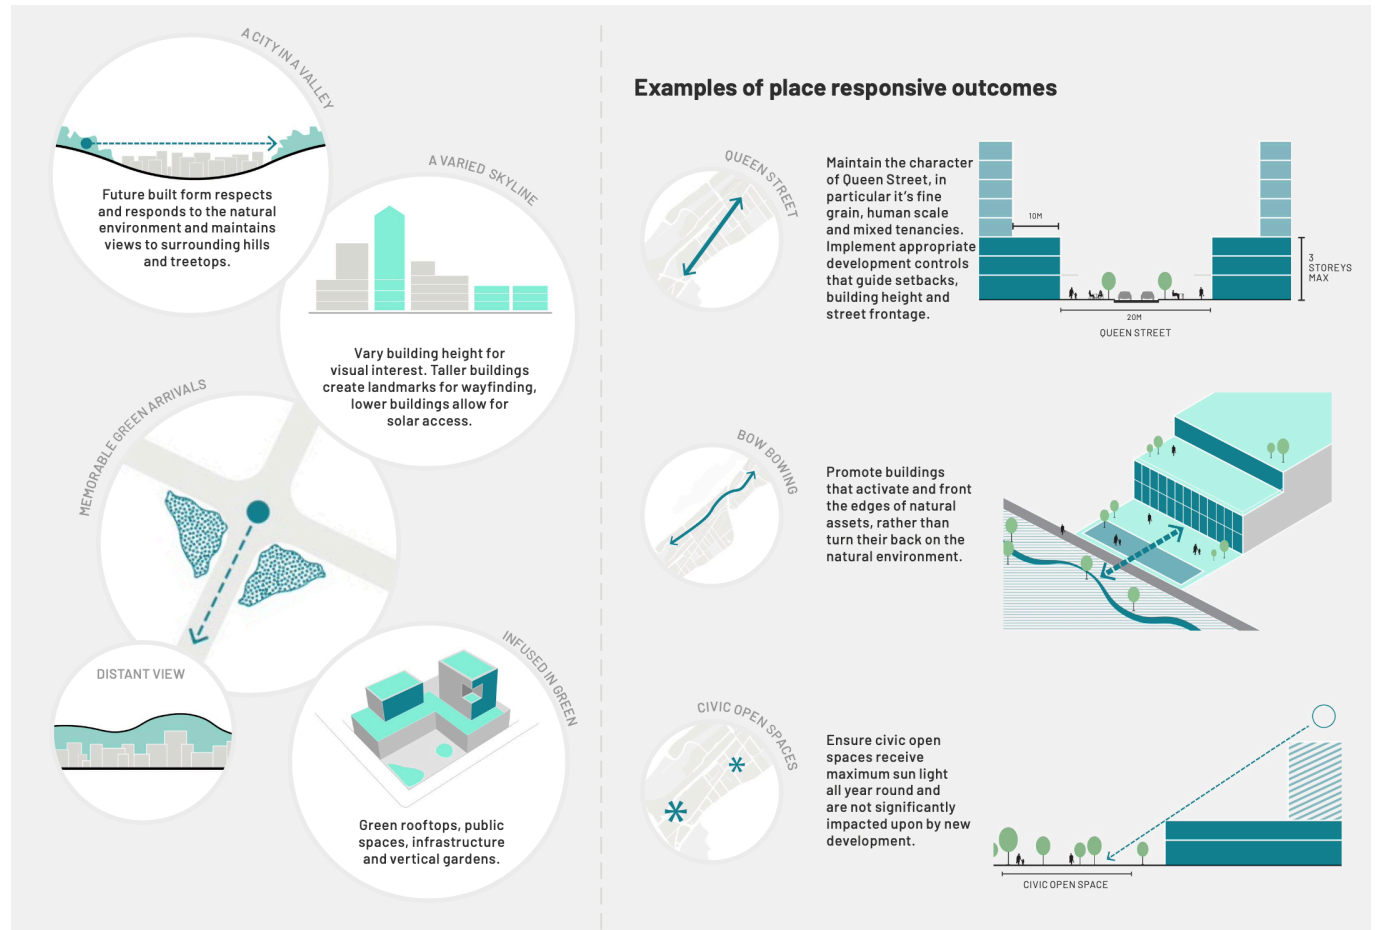 A CITY IN A VALLEY
Future built form respects
and responds to the natural
environment and maintains
views to surrounding hills
and treetops.
A VARIED SKYLINE
Vary building height for
visual interest. Taller buildings
create landmarks for wayfinding,
lower buildings allow for
solar access.
MEMORABLE GREEN ARRIVALS
DISTANT VIEW
INFUSED IN GREEN
Green rooftops, public
spaces, infrastructure
and vertical gardens.
Examples of place responsive outcomes
QUEEN STREET
Maintain the character
of Queen Street, in
particular it's fine
grain, human scale
and mixed tenancies.
Implement appropriate
development controls
that guide setbacks,
building height and
street frontage.
10M
3
STOREYS
MAX
20M
QUEEN STREET
BOW BOWING
Promote buildings
that activate and front
the edges of natural
assets, rather than
turn their back on the
natural environment.
CIVIC OPEN SPACES
Ensure civic open
spaces receive
maximum sun light
all year round and
are not significantly
impacted upon by new
development.
CIVIC OPEN SPACE